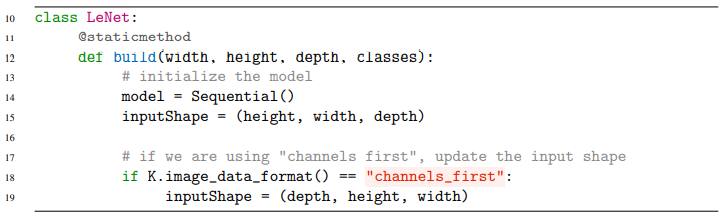 10 class LeNet:
11     @staticmethod
12     def build(width, height, depth, classes):
13         # initialize the model
14         model = Sequential()
15         inputShape = (height, width, depth)
16
17         # if we are using "channels first", update the input shape
18         if K.image_data_format() == "channels_first":
19             inputShape = (depth, height, width)